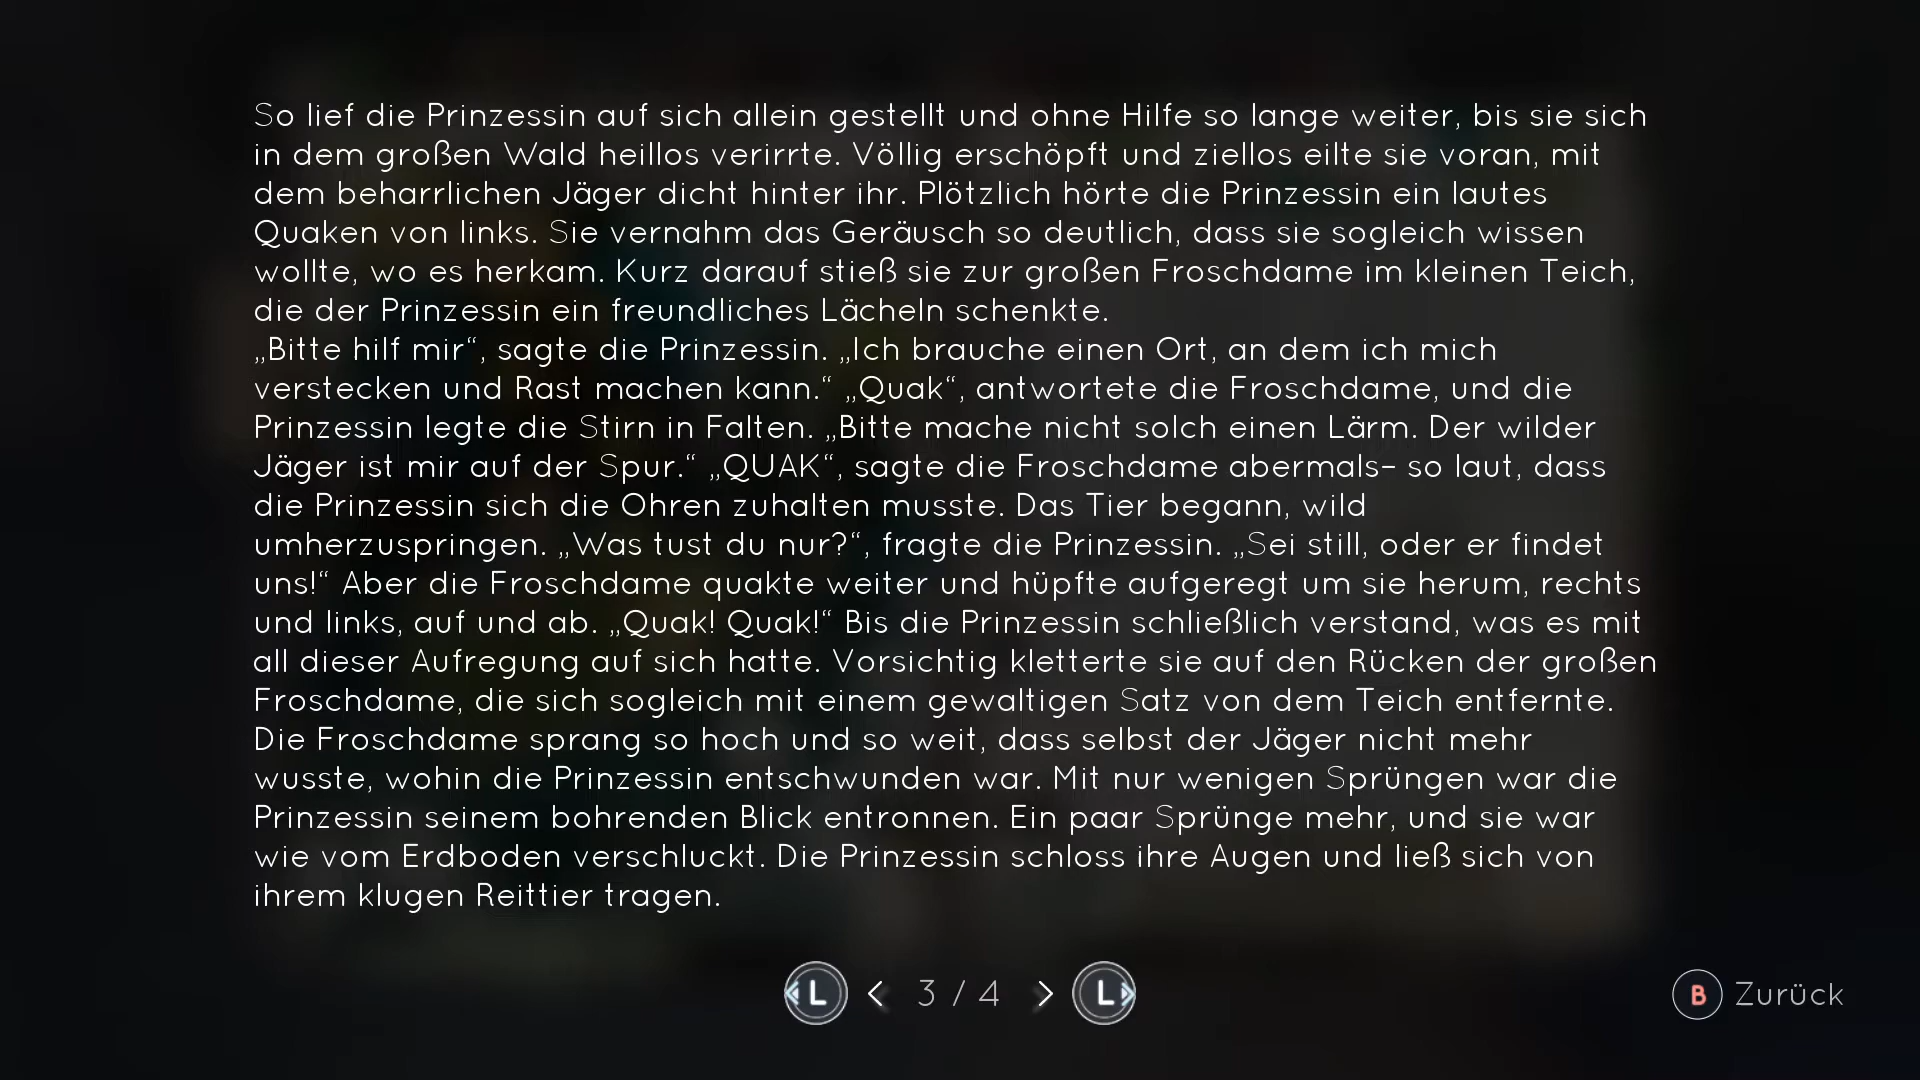 So lief die Prinzessin auf sich allein gestellt und ohne Hilfe so lange weiter, bis sie sich
in dem großen Wald heillos verirrte. Völlig erschöpft und ziellos eilte sie voran, mit
dem beharrlichen Jäger dicht hinter ihr. Plötzlich hörte die Prinzessin ein lautes
Quaken von links. Sie vernahm das Geräusch so deutlich, dass sie sogleich wissen
wollte, wo es herkam. Kurz darauf stieß sie zur großen Froschdame im kleinen Teich,
die der Prinzessin ein freundliches Lächeln schenkte.
„Bitte hilf mir“, sagte die Prinzessin. „Ich brauche einen Ort, an dem ich mich
verstecken und Rast machen kann.“ „Quak“, antwortete die Froschdame, und die
Prinzessin legte die Stirn in Falten. „Bitte mache nicht solch einen Lärm. Der wilder
Jäger ist mir auf der Spur.“ „QUAK“, sagte die Froschdame abermals– so laut, dass
die Prinzessin sich die Ohren zuhalten musste. Das Tier begann, wild
umherzuspringen. „Was tust du nur?“, fragte die Prinzessin. „Sei still, oder er findet
uns!“ Aber die Froschdame quakte weiter und hüpfte aufgeregt um sie herum, rechts
und links, auf und ab. „Quak! Quak!“ Bis die Prinzessin schließlich verstand, was es mit
all dieser Aufregung auf sich hatte. Vorsichtig kletterte sie auf den Rücken der großen
Froschdame, die sich sogleich mit einem gewaltigen Satz von dem Teich entfernte.
Die Froschdame sprang so hoch und so weit, dass selbst der Jäger nicht mehr
wusste, wohin die Prinzessin entschwunden war. Mit nur wenigen Sprüngen war die
Prinzessin seinem bohrenden Blick entronnen. Ein paar Sprünge mehr, und sie war
wie vom Erdboden verschluckt. Die Prinzessin schloss ihre Augen und ließ sich von
ihrem klugen Reittier tragen.
L < 3 / 4 > L
B Zurück